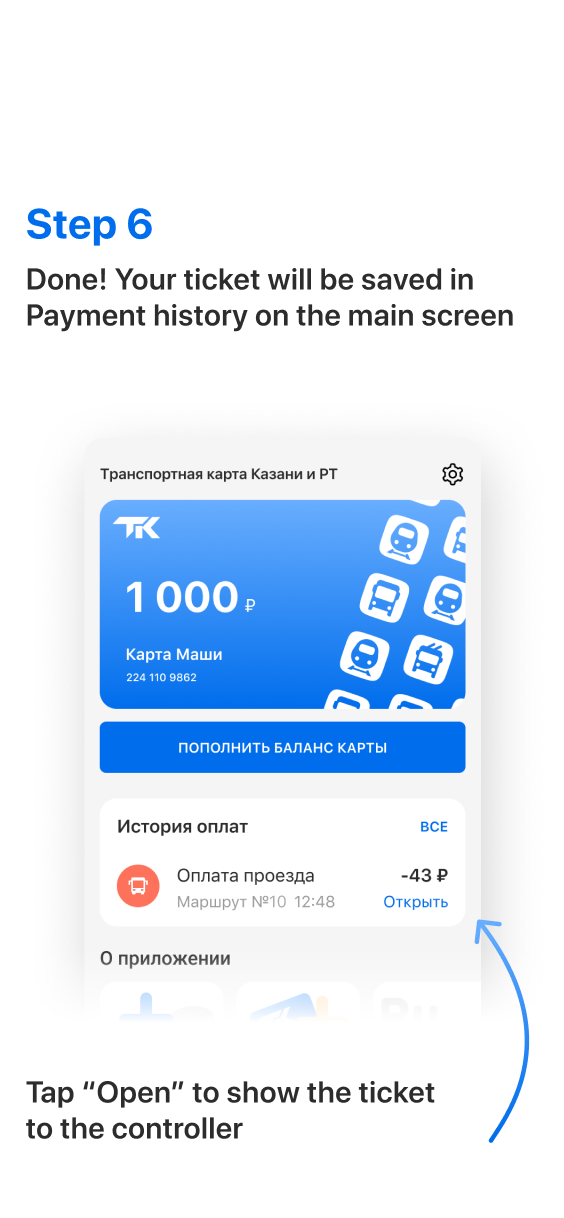 Step 6
Done! Your ticket will be saved in
Payment history on the main screen
Транспортная карта Казани и РТ
ТК
1 000 ₽
Карта Маши
224 110 9862
ПОПОЛНИТЬ БАЛАНС КАРТЫ
История оплат ВСЕ
Оплата проезда -43 ₽
Маршрут №10 12:48 Открыть
О приложении
Tap “Open” to show the ticket
to the controller